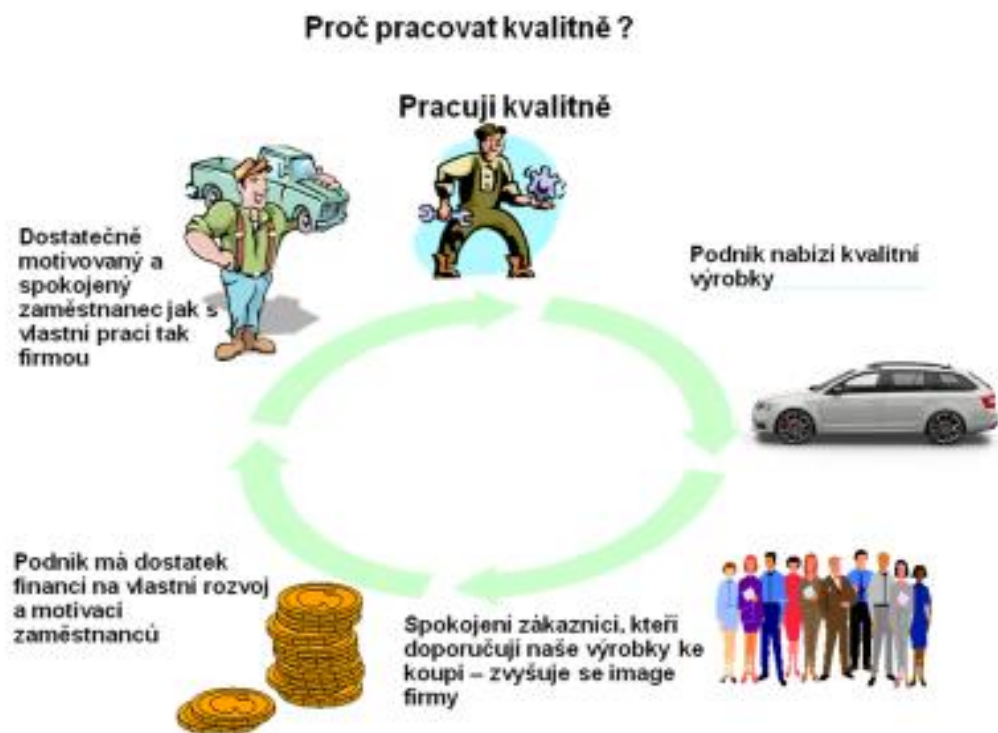 Proč pracovat kvalitně ?
Pracuji kvalitně
Podnik nabízí kvalitní
výrobky
Spokojení zákazníci, kteří
doporučují naše výrobky ke
koupi – zvyšuje se image
firmy
Podnik má dostatek
financí na vlastní rozvoj
a motivaci
zaměstnanců
Dostatečně
motivovaný a
spokojený
zaměstnanec jak s
vlastní prací tak
firmou